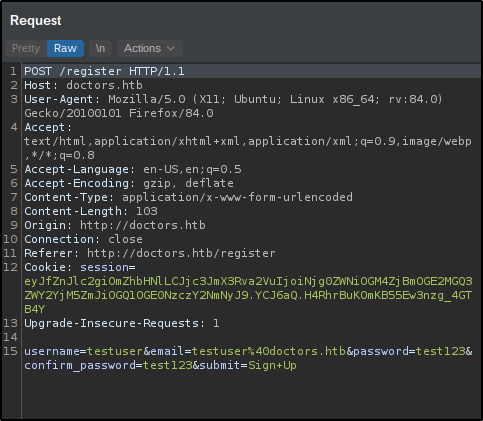 Request
Pretty Raw \n Actions
1 POST /register HTTP/1.1
2 Host: doctors.htb
3 User-Agent: Mozilla/5.0 (X11; Ubuntu; Linux x86_64; rv:84.0)
Gecko/20100101 Firefox/84.0
4 Accept:
text/html,application/xhtml+xml,application/xml;q=0.9,image/webp
,*/*;q=0.8
5 Accept-Language: en-US,en;q=0.5
6 Accept-Encoding: gzip, deflate
7 Content-Type: application/x-www-form-urlencoded
8 Content-Length: 103
9 Origin: http://doctors.htb
10 Connection: close
11 Referer: http://doctors.htb/register
12 Cookie: session=
eyJfZnJlc2giOmZhbHNlLCJjc3JmX3Rva2VuIjoiNjg0ZWNiOGM4ZjBmOGE2MGQ3
ZWY2YjM5ZmJiOGQ1OGE0NzczY2NmNyJ9.YCJ6aQ.H4RhrBuKOmKB55Ew3nzg_4GT
B4Y
13 Upgrade-Insecure-Requests: 1
14
15 username=testuser&email=testuser%40doctors.htb&password=test123&
confirm_password=test123&submit=Sign+Up